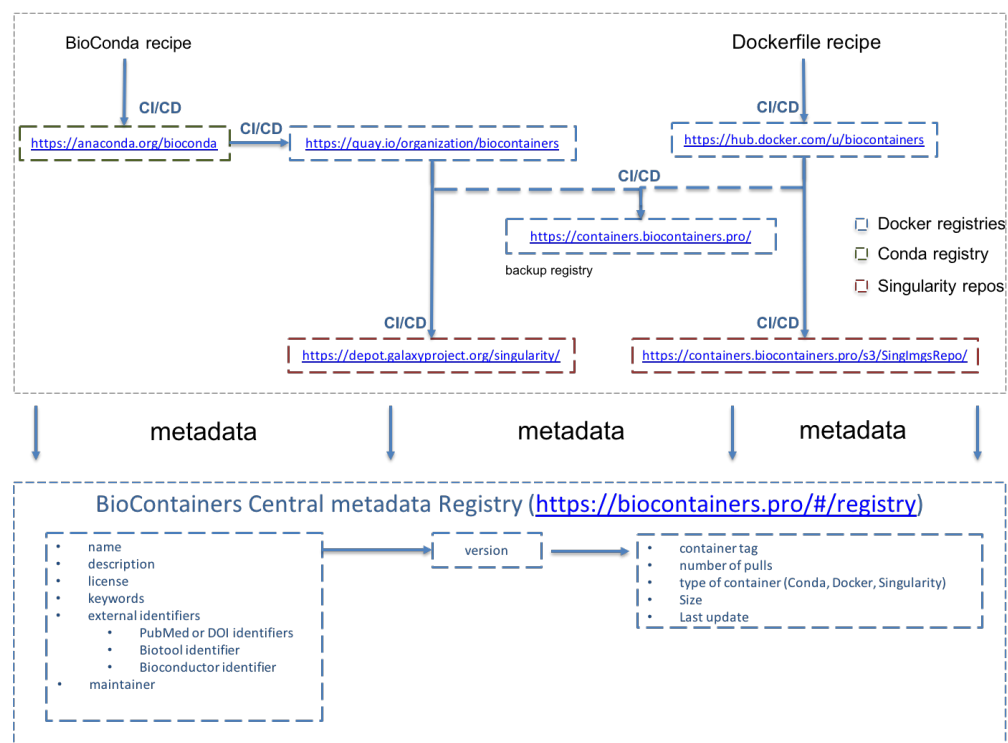 BioConda recipe
Dockerfile recipe
CI/CD
CI/CD
CI/CD
https://anaconda.org/bioconda
https://quay.io/organization/biocontainers
https://hub.docker.com/u/biocontainers
CI/CD
https://containers.biocontainers.pro/
backup registry
Docker registries
Conda registry
Singularity repos
CI/CD
CI/CD
https://depot.galaxyproject.org/singularity/
https://containers.biocontainers.pro/s3/SingImgsRepo/
metadata
metadata
metadata
BioContainers Central metadata Registry (https://biocontainers.pro/#/registry)
• name
• description
• license
• keywords
• external identifiers
• PubMed or DOI identifiers
• Biotool identifier
• Bioconductor identifier
• maintainer
version
• container tag
• number of pulls
• type of container (Conda, Docker, Singularity)
• Size
• Last update